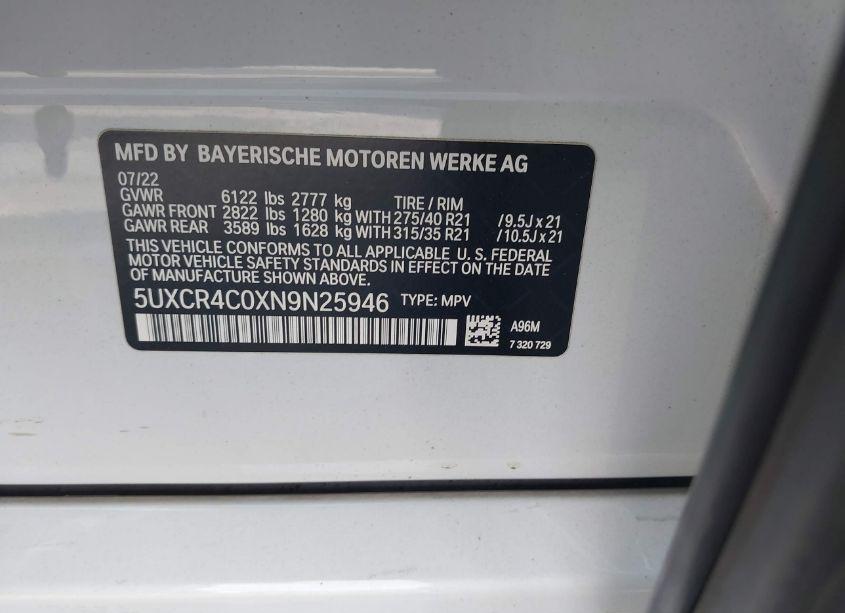 MFD BY BAYERISCHE MOTOREN WERKE AG
07/22
GVWR 6122 lbs 2777 kg TIRE / RIM
GAWR FRONT 2822 lbs 1280 kg WITH 275/40 R21 / 9.5J x 21
GAWR REAR 3589 lbs 1628 kg WITH 315/35 R21 / 10.5J x 21
THIS VEHICLE CONFORMS TO ALL APPLICABLE U. S. FEDERAL
MOTOR VEHICLE SAFETY STANDARDS IN EFFECT ON THE DATE
OF MANUFACTURE SHOWN ABOVE.
5UXCR4C0XN9N25946 TYPE: MPV
A96M
7 320 729